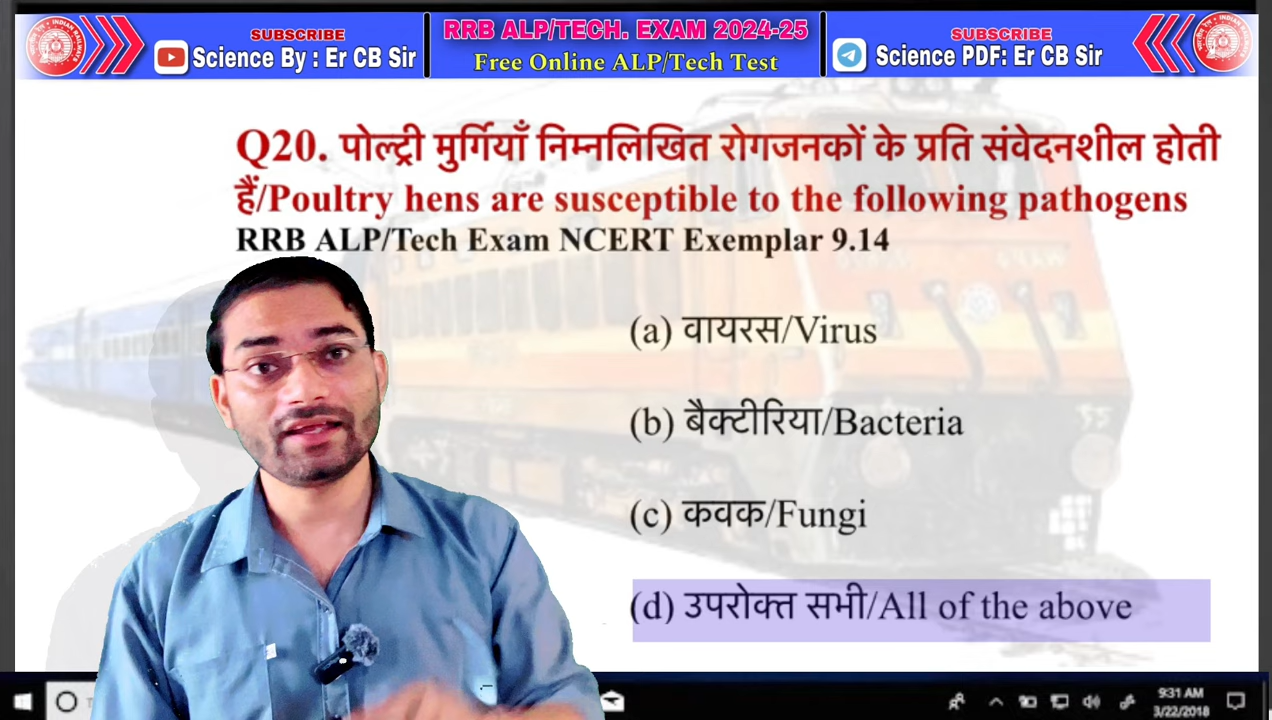 SUBSCRIBE
Science By : Er CB Sir
RRB ALP/TECH. EXAM 2024-25
Free Online ALP/Tech Test
SUBSCRIBE
Science PDF: Er CB Sir
Q20. पोल्ट्री मुर्गियाँ निम्नलिखित रोगजनकों के प्रति संवेदनशील होती
हैं/Poultry hens are susceptible to the following pathogens
RRB ALP/Tech Exam NCERT Exemplar 9.14
(a) वायरस/Virus
(b) बैक्टीरिया/Bacteria
(c) कवक/Fungi
(d) उपरोक्त सभी/All of the above
9:31 AM
3/22/2018